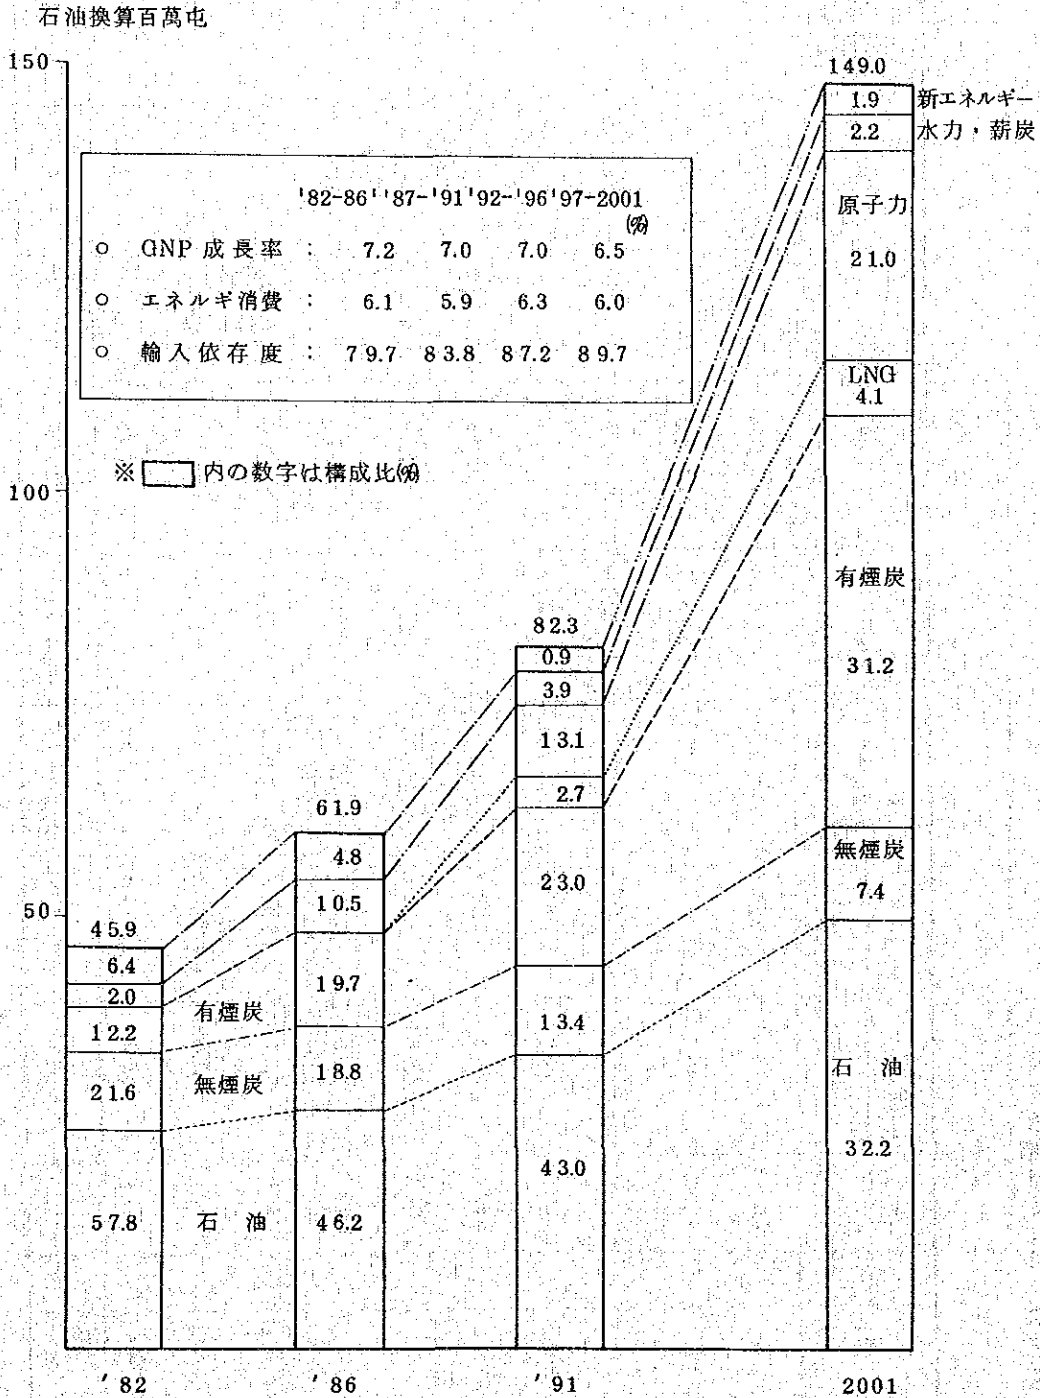 石油換算百萬屯
150
149.0
1.9 新エネルギー
2.2 水力・薪炭
'82-86 '87-'91 '92-'96 '97-2001
(%)
○ GNP成長率 : 7.2 7.0 7.0 6.5
○ エネルギ消費 : 6.1 5.9 6.3 6.0
○ 輸入依存度 : 79.7 83.8 87.2 89.7
原子力
21.0
LNG
4.1
※ 内の数字は構成比(%)
100
有煙炭
31.2
82.3
0.9
3.9
13.1
2.7
23.0
13.4
43.0
61.9
4.8
10.5
19.7
18.8
46.2
無煙炭
7.4
50
45.9
6.4
2.0
12.2
21.6
57.8
有煙炭
無煙炭
石油
石油
32.2
'82 '86 '91 2001